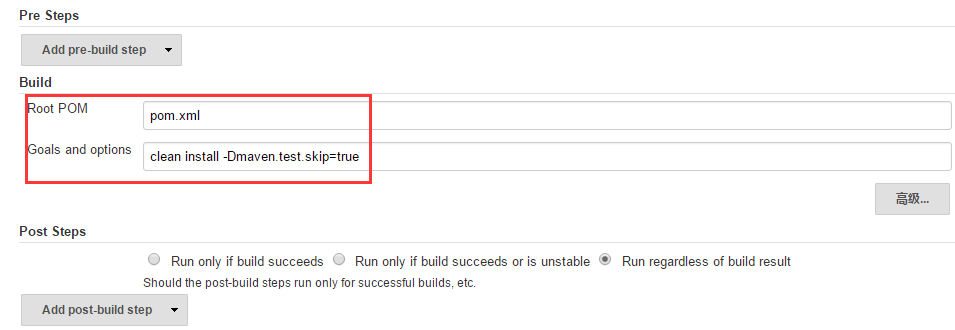 Pre Steps
Add pre-build step
Build
Root POM
pom.xml
Goals and options
clean install -Dmaven.test.skip=true
高级...
Post Steps
Run only if build succeeds Run only if build succeeds or is unstable Run regardless of build result
Should the post-build steps run only for successful builds, etc.
Add post-build step